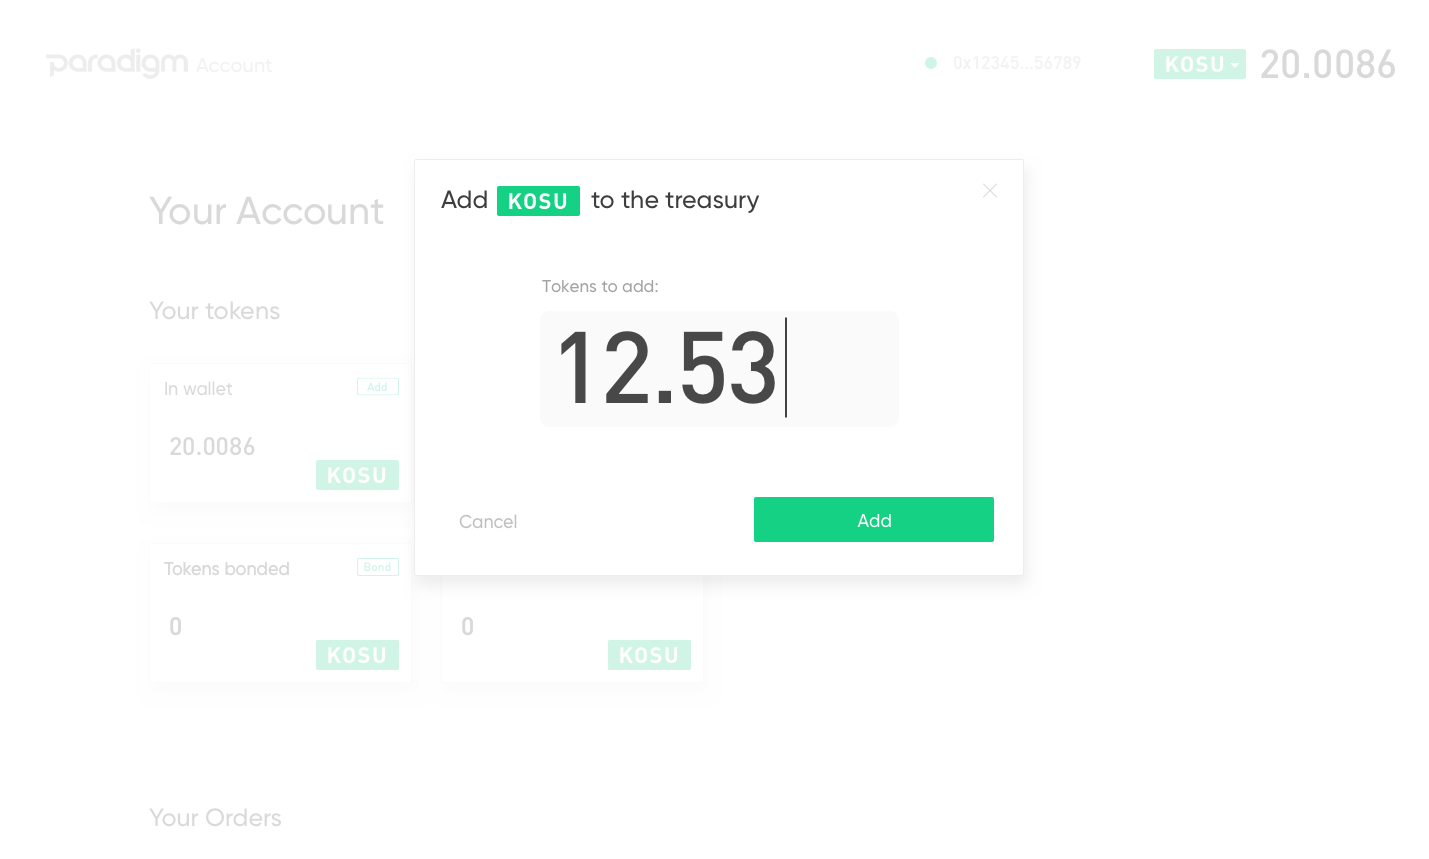 paradigm Account
0x12345...56789
KOSU 20.0086
Your Account
Your tokens
In wallet
Add
20.0086
KOSU
Tokens bonded
Bond
0
KOSU
0
KOSU
Your Orders
Add KOSU to the treasury
Tokens to add:
12.53
Cancel
Add